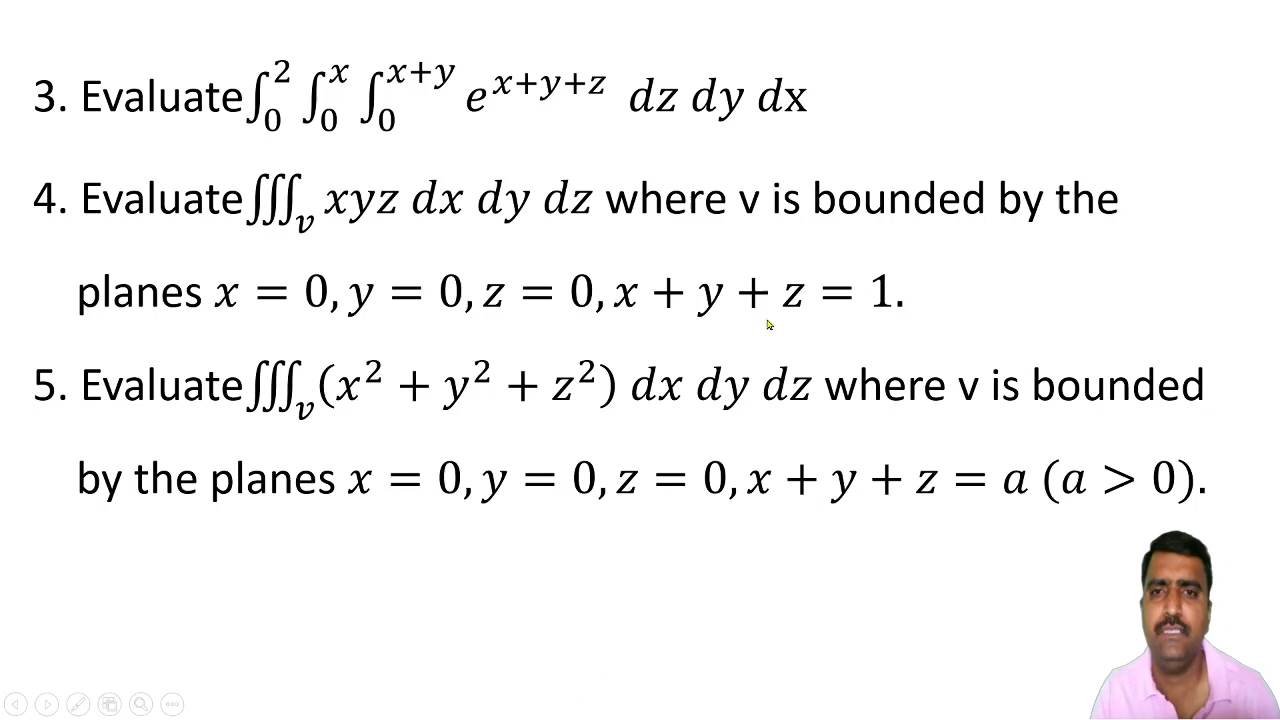 3. Evaluate ∫₀² ∫₀ˣ ∫₀ˣ⁺ʸ eˣ⁺ʸ⁺ᶻ dz dy dx
4. Evaluate ∭ᵥ xyz dx dy dz where v is bounded by the
planes x = 0, y = 0, z = 0, x + y + z = 1.
5. Evaluate ∭ᵥ (x² + y² + z²) dx dy dz where v is bounded
by the planes x = 0, y = 0, z = 0, x + y + z = a (a > 0).